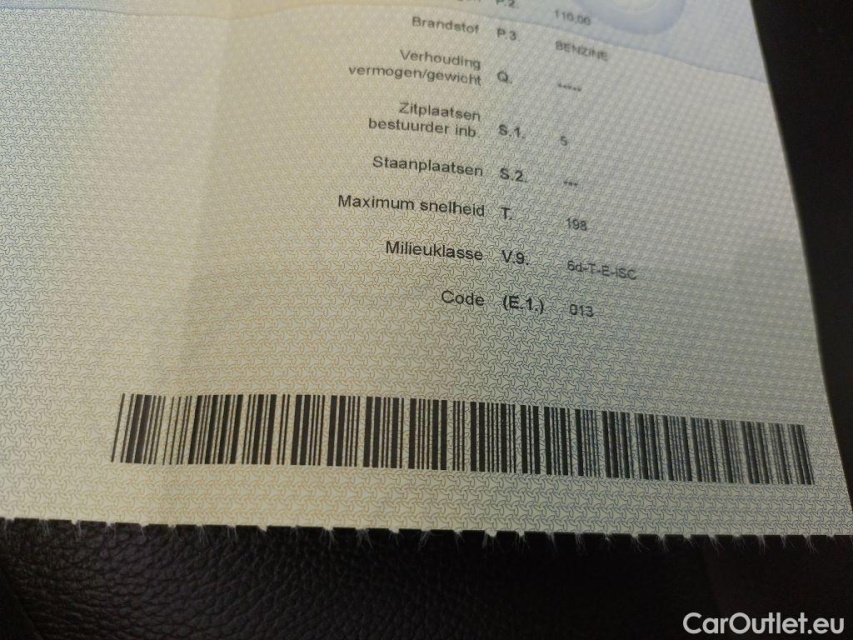 P.2. 110,00
Brandstof P.3. BENZINE
Verhouding
vermogen/gewicht Q. *****
Zitplaatsen
bestuurder inb. S.1. 5
Staanplaatsen S.2. ***
Maximum snelheid T. 198
Milieuklasse V.9. 6d-T-E-ISC
Code (E.1.) 013
CarOutlet.eu